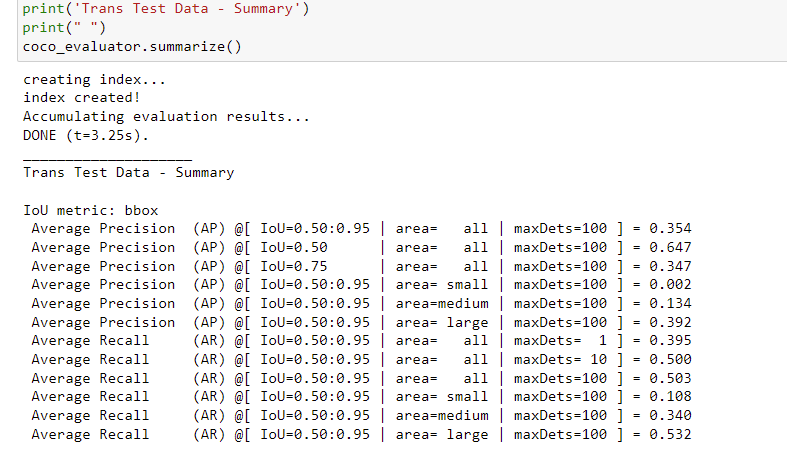 print('Trans Test Data - Summary')
print(" ")
coco_evaluator.summarize()
creating index...
index created!
Accumulating evaluation results...
DONE (t=3.25s).
____________________
Trans Test Data - Summary

IoU metric: bbox
 Average Precision  (AP) @[ IoU=0.50:0.95 | area=   all | maxDets=100 ] = 0.354
 Average Precision  (AP) @[ IoU=0.50      | area=   all | maxDets=100 ] = 0.647
 Average Precision  (AP) @[ IoU=0.75      | area=   all | maxDets=100 ] = 0.347
 Average Precision  (AP) @[ IoU=0.50:0.95 | area= small | maxDets=100 ] = 0.002
 Average Precision  (AP) @[ IoU=0.50:0.95 | area=medium | maxDets=100 ] = 0.134
 Average Precision  (AP) @[ IoU=0.50:0.95 | area= large | maxDets=100 ] = 0.392
 Average Recall     (AR) @[ IoU=0.50:0.95 | area=   all | maxDets=  1 ] = 0.395
 Average Recall     (AR) @[ IoU=0.50:0.95 | area=   all | maxDets= 10 ] = 0.500
 Average Recall     (AR) @[ IoU=0.50:0.95 | area=   all | maxDets=100 ] = 0.503
 Average Recall     (AR) @[ IoU=0.50:0.95 | area= small | maxDets=100 ] = 0.108
 Average Recall     (AR) @[ IoU=0.50:0.95 | area=medium | maxDets=100 ] = 0.340
 Average Recall     (AR) @[ IoU=0.50:0.95 | area= large | maxDets=100 ] = 0.532